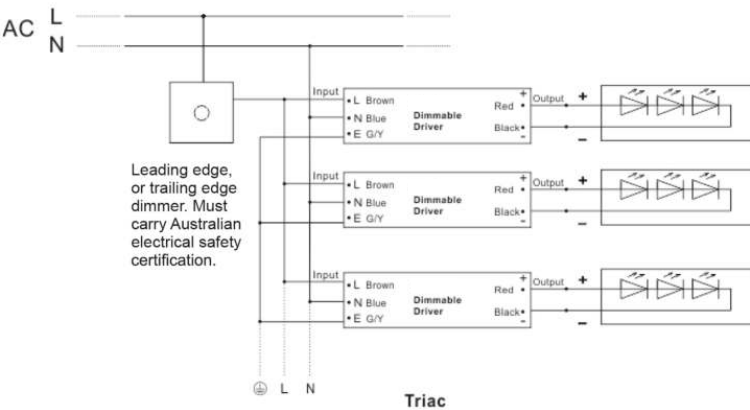 AC
L
N
Input
• L Brown
• N Blue
• E G/Y
Dimmable
Driver
+
Red •
Black•
-
Output
+
–
Leading edge,
or trailing edge
dimmer. Must
carry Australian
electrical safety
certification.
Input
•L Brown
•N Blue
•E G/Y
Dimmable
Driver
+
Red •
Black•
-
Output
+
–
Input
•L Brown
•N Blue
•E G/Y
Dimmable
Driver
+
Red •
Black•
-
Output
+
–
L
N
Triac